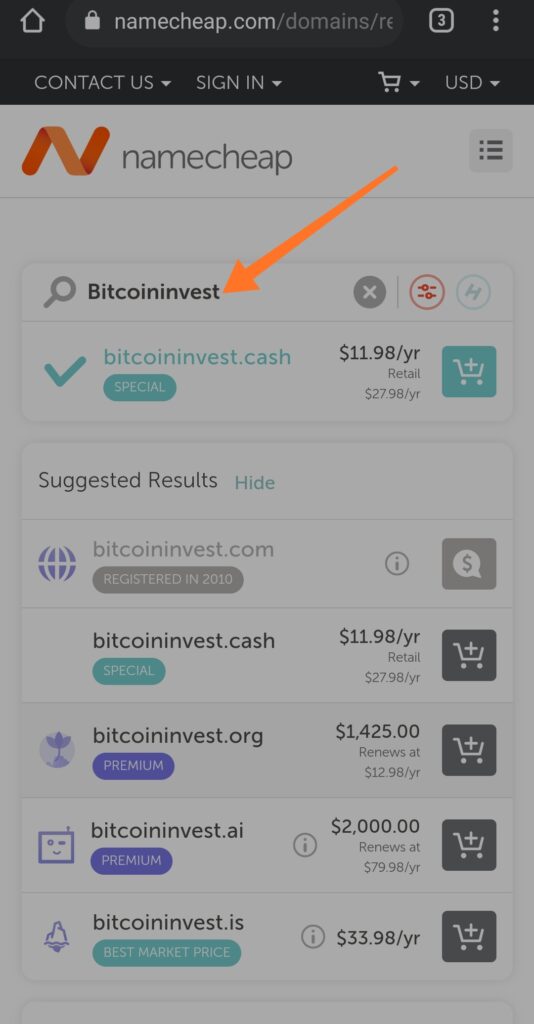 namecheap.com/domains/re
3
CONTACT US
SIGN IN
USD
namecheap
Bitcoininvest
bitcoininvest.cash
$11.98/yr
SPECIAL
Retail
$27.98/yr
Suggested Results
Hide
bitcoininvest.com
REGISTERED IN 2010
bitcoininvest.cash
$11.98/yr
SPECIAL
Retail
$27.98/yr
bitcoininvest.org
$1,425.00
PREMIUM
Renews at
$12.98/yr
bitcoininvest.ai
$2,000.00
PREMIUM
Renews at
$79.98/yr
bitcoininvest.is
$33.98/yr
BEST MARKET PRICE